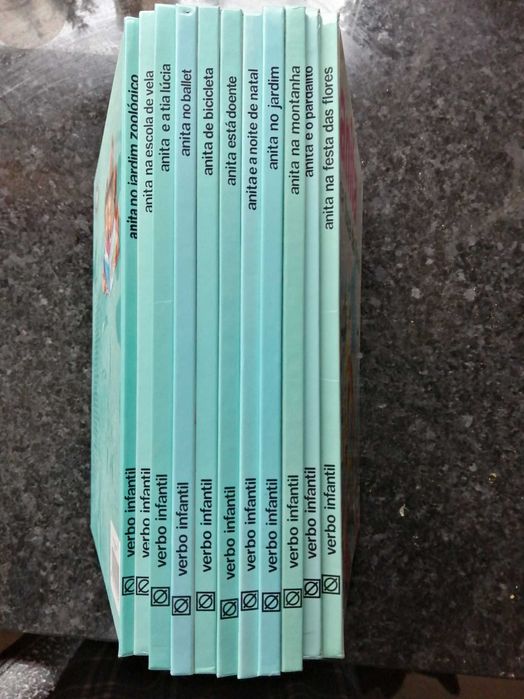 verbo infantil anita no jardim zoológico
verbo infantil anita na escola de vela
verbo infantil anita e a tia lúcia
verbo infantil anita no ballet
verbo infantil anita de bicicleta
verbo infantil anita está doente
verbo infantil anita e a noite de natal
verbo infantil anita no jardim
verbo infantil anita na montanha
verbo infantil anita e o pardalito
verbo infantil anita na festa das flores